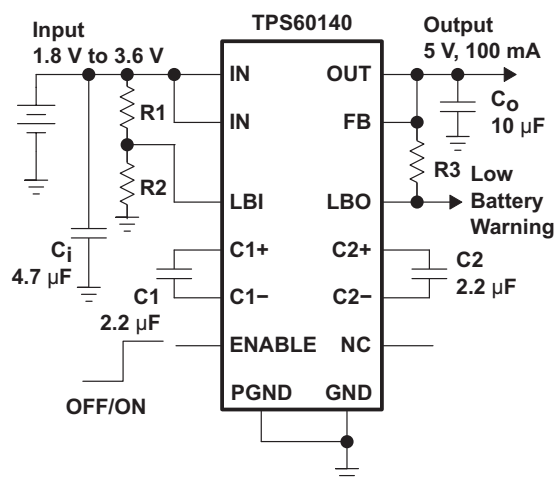 TPS60140
Input
1.8 V to 3.6 V
Output
5 V, 100 mA
IN
OUT
Co
10 µF
R1
IN
FB
R3
R2
LBI
LBO
Low
Battery
Warning
Ci
4.7 µF
C1+
C2+
C1
2.2 µF
C1−
C2−
C2
2.2 µF
ENABLE
NC
OFF/ON
PGND
GND